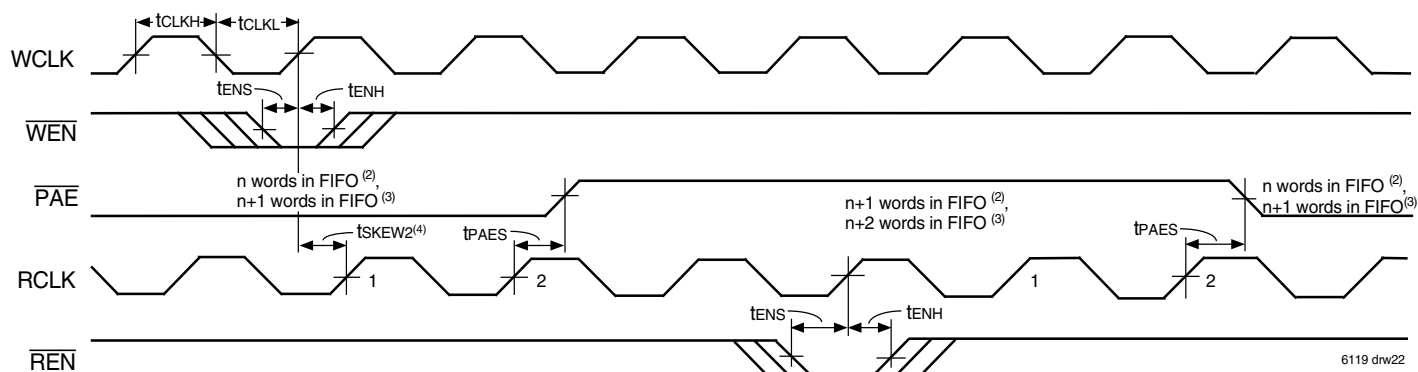 tCLKH
tCLKL
WCLK
tENS
tENH
WEN
PAE
n words in FIFO (2),
n+1 words in FIFO (3)
n+1 words in FIFO (2),
n+2 words in FIFO (3)
n words in FIFO (2),
n+1 words in FIFO(3)
tSKEW2(4)
tPAES
tPAES
RCLK
1
2
1
2
tENS
tENH
REN
6119 drw22